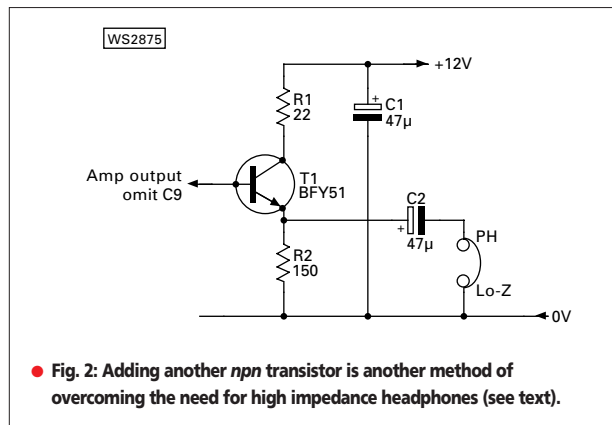 WS2875
+12V
R1
22
+
C1
47µ
Amp output
omit C9
T1
BFY51
C2
+
47µ
PH
R2
150
Lo-Z
0V
● Fig. 2: Adding another npn transistor is another method of
overcoming the need for high impedance headphones (see text).